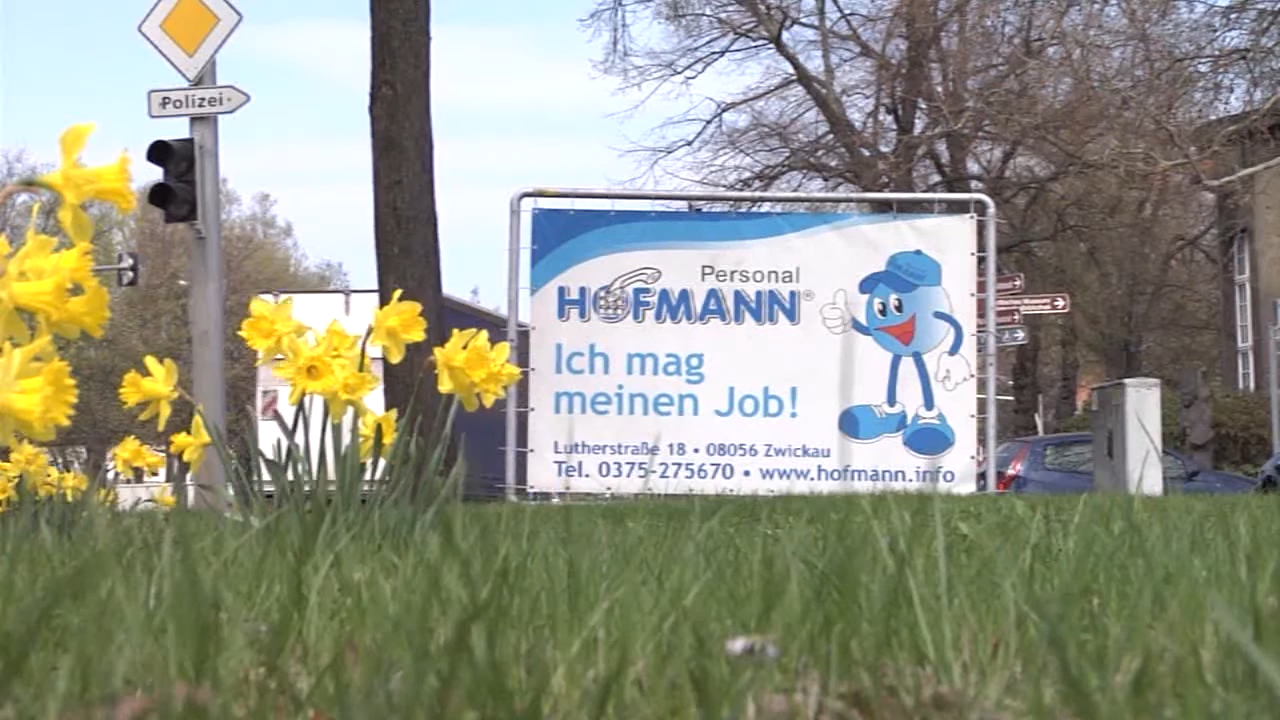 Polizei
Personal
HOFMANN®
Ich mag
meinen Job!
Lutherstraße 18 • 08056 Zwickau
Tel. 0375-275670 • www.hofmann.info